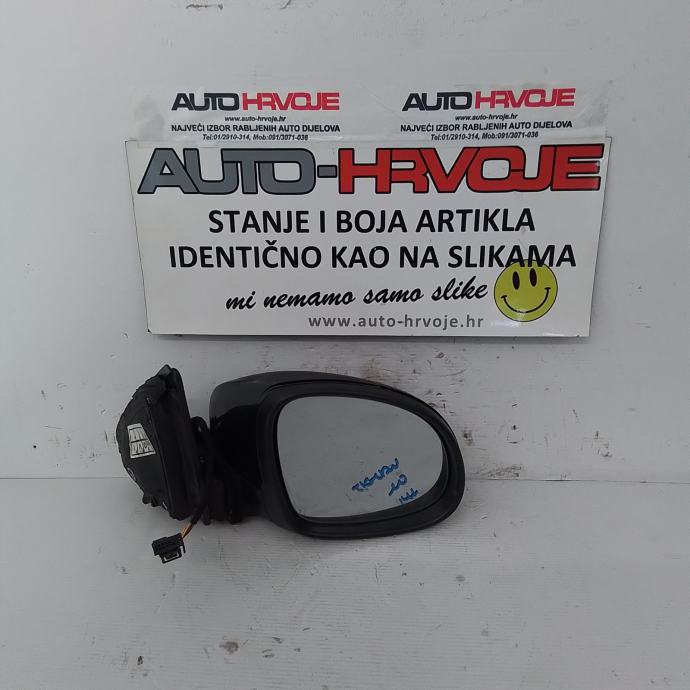 AUTO HRVOJE
www.auto-hrvoje.hr
NAJVEĆI IZBOR RABLJENIH AUTO DIJELOVA
Tel:01/2910-314, Mob:091/3071-036
AUTO HRVOJE
www.auto-hrvoje.hr
NAJVEĆI IZBOR RABLJENIH AUTO DIJELOVA
Tel:01/2910-314, Mob:091/3071-036
AUTO-HRVOJE
STANJE I BOJA ARTIKLA
IDENTIČNO KAO NA SLIKAMA
mi nemamo samo slike
www.auto-hrvoje.hr
TIGUAN
10